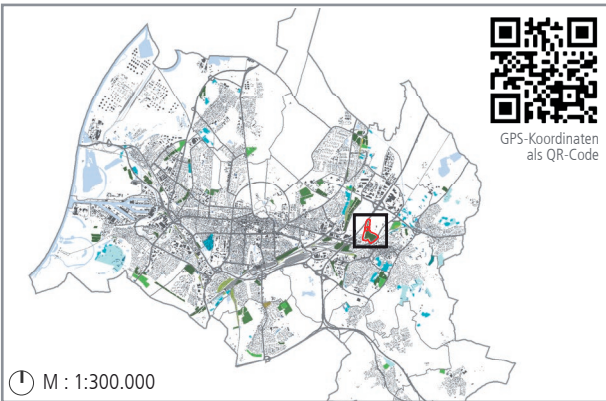 GPS-Koordinaten
als QR-Code
M : 1:300.000